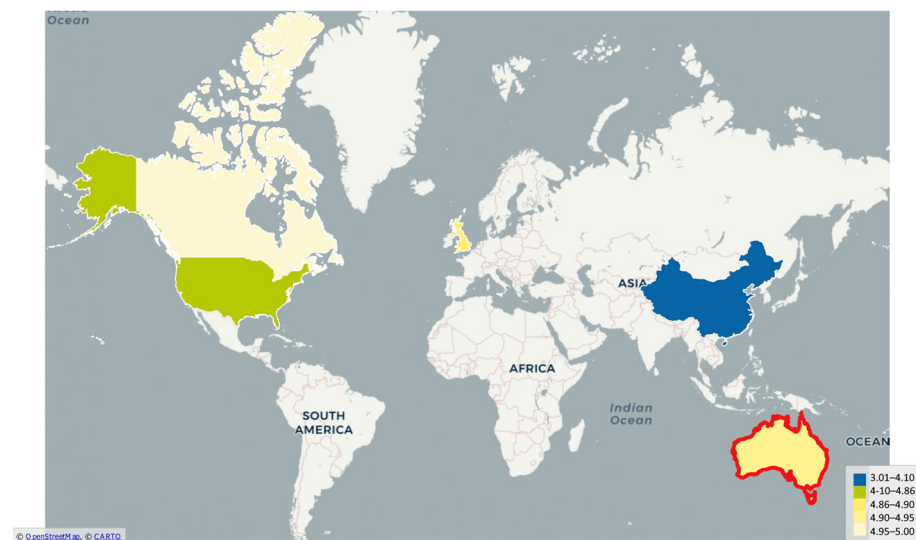 Ocean
ASIA
AFRICA
Indian
Ocean
SOUTH
AMERICA
OCEAN
3.01–4.10
4-10–4.86
4.86–4.90
4.90–4.95
4.95–5.00
© OpenStreetMap, © CARTO